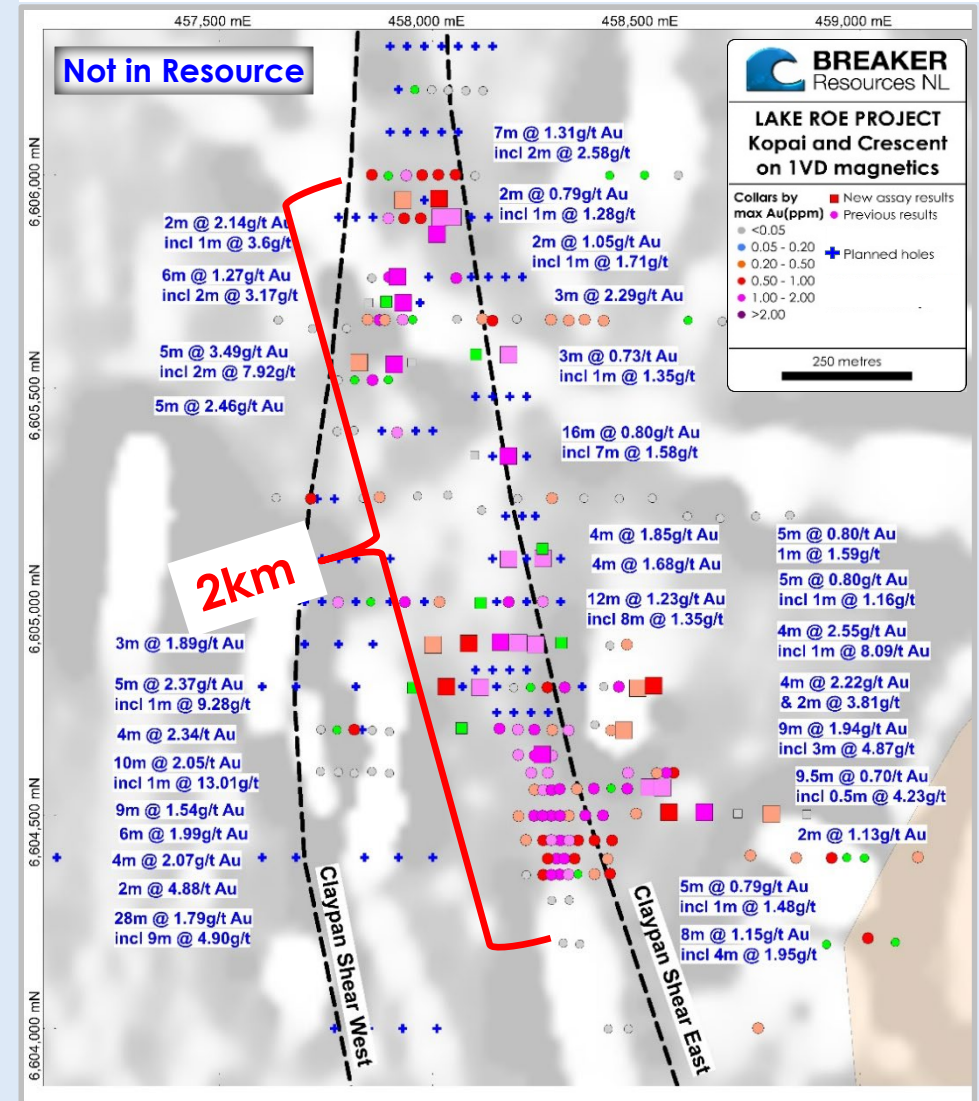 457,500 mE
458,000 mE
458,500 mE
459,000 mE
Not in Resource
BREAKER
Resources NL
LAKE ROE PROJECT
Kopai and Crescent
on 1VD magnetics
Collars by
max Au(ppm)
<0.05
0.05 - 0.20
0.20 - 0.50
0.50 - 1.00
1.00 - 2.00
>2.00
New assay results
Previous results
Planned holes
250 metres
6,606,000 mN
6,605,500 mN
6,605,000 mN
6,604,500 mN
6,604,000 mN
7m @ 1.31g/t Au
incl 2m @ 2.58g/t
2m @ 0.79g/t Au
incl 1m @ 1.28g/t
2m @ 2.14g/t Au
incl 1m @ 3.6g/t
2m @ 1.05g/t Au
incl 1m @ 1.71g/t
6m @ 1.27g/t Au
incl 2m @ 3.17g/t
3m @ 2.29g/t Au
5m @ 3.49g/t Au
incl 2m @ 7.92g/t
3m @ 0.73/t Au
incl 1m @ 1.35g/t
5m @ 2.46g/t Au
16m @ 0.80g/t Au
incl 7m @ 1.58g/t
2km
4m @ 1.85g/t Au
4m @ 1.68g/t Au
12m @ 1.23g/t Au
incl 8m @ 1.35g/t
5m @ 0.80/t Au
1m @ 1.59g/t
5m @ 0.80g/t Au
incl 1m @ 1.16g/t
4m @ 2.55g/t Au
incl 1m @ 8.09/t Au
4m @ 2.22g/t Au
& 2m @ 3.81g/t
9m @ 1.94g/t Au
incl 3m @ 4.87g/t
9.5m @ 0.70/t Au
incl 0.5m @ 4.23g/t
2m @ 1.13g/t Au
5m @ 0.79g/t Au
incl 1m @ 1.48g/t
8m @ 1.15g/t Au
incl 4m @ 1.95g/t
3m @ 1.89g/t Au
5m @ 2.37g/t Au
incl 1m @ 9.28g/t
4m @ 2.34/t Au
10m @ 2.05/t Au
incl 1m @ 13.01g/t
9m @ 1.54g/t Au
6m @ 1.99g/t Au
4m @ 2.07g/t Au
2m @ 4.88/t Au
28m @ 1.79g/t Au
incl 9m @ 4.90g/t
Claypan Shear West
Claypan Shear East